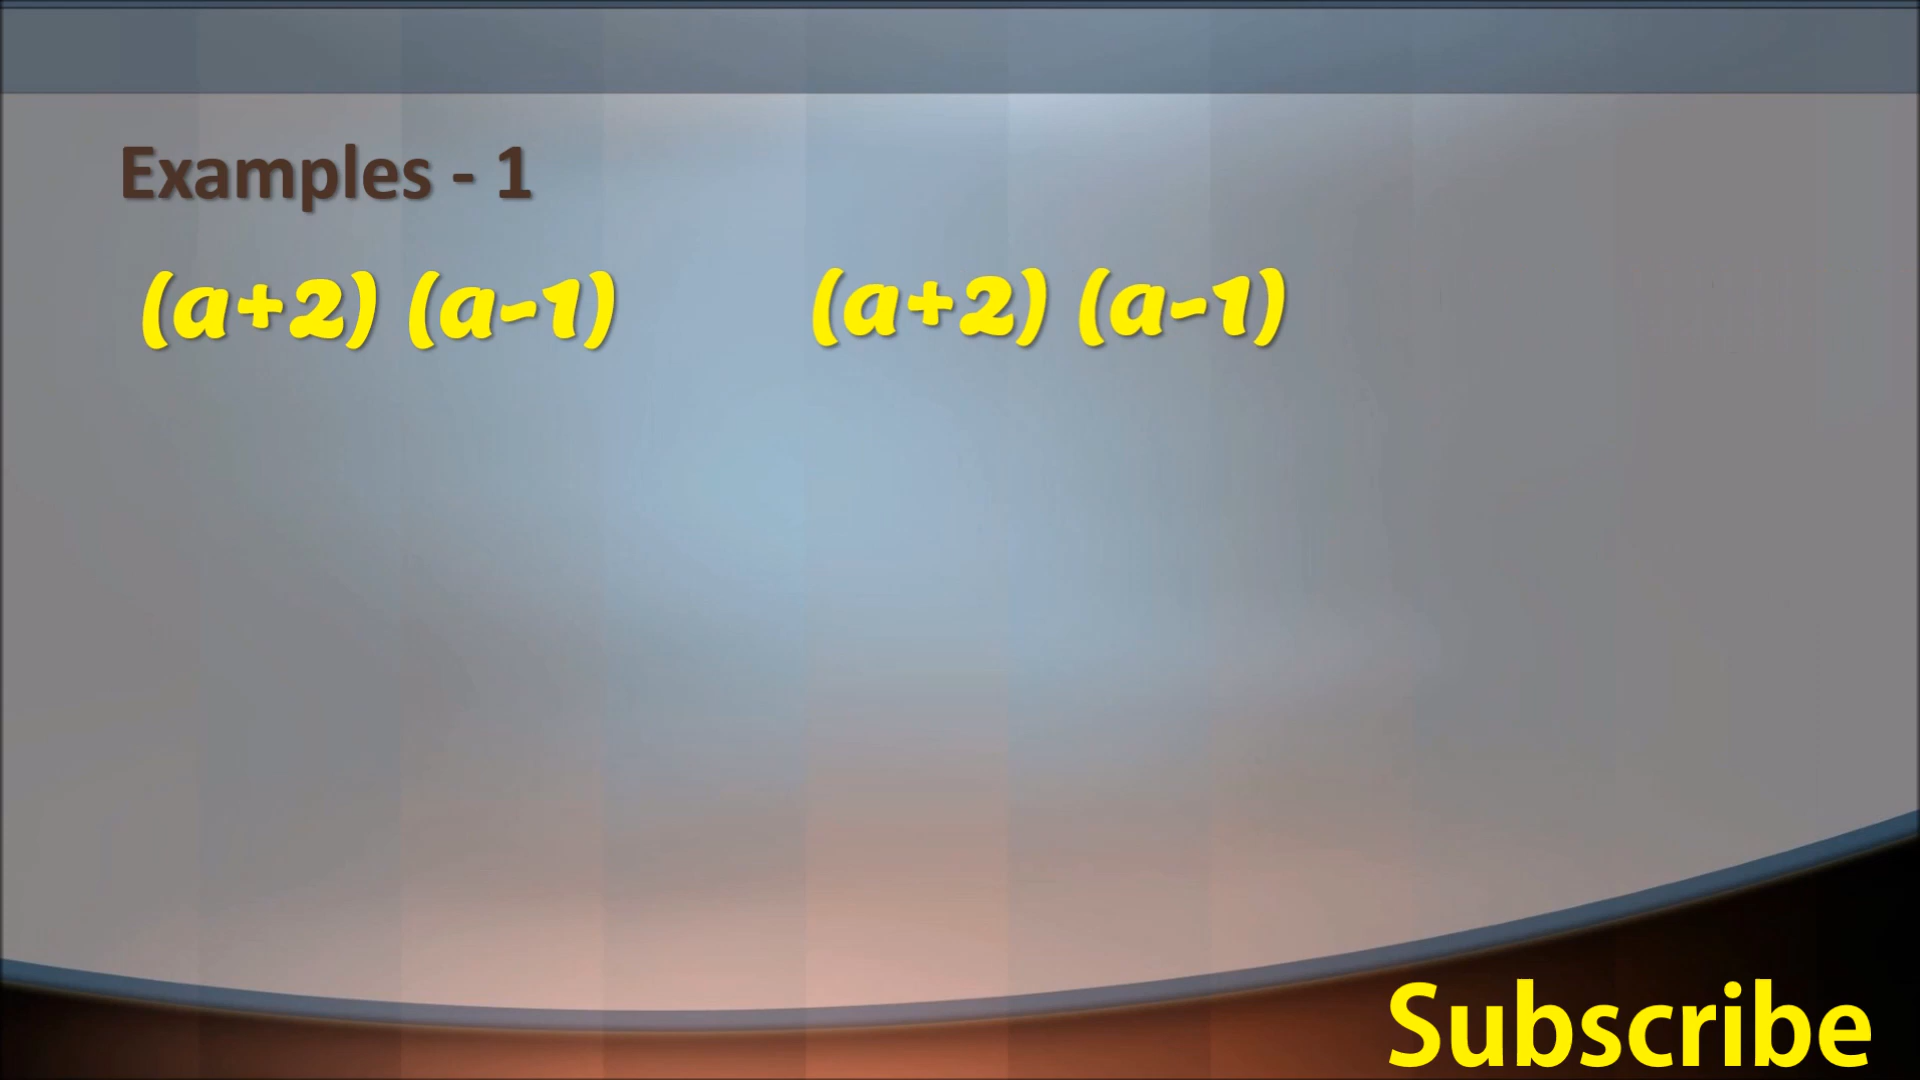 Examples - 1
(a+2) (a-1) (a+2) (a-1)
Subscribe